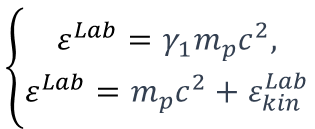 ε^{Lab} = γ_1 m_p c^2,
ε^{Lab} = m_p c^2 + ε_{kin}^{Lab}